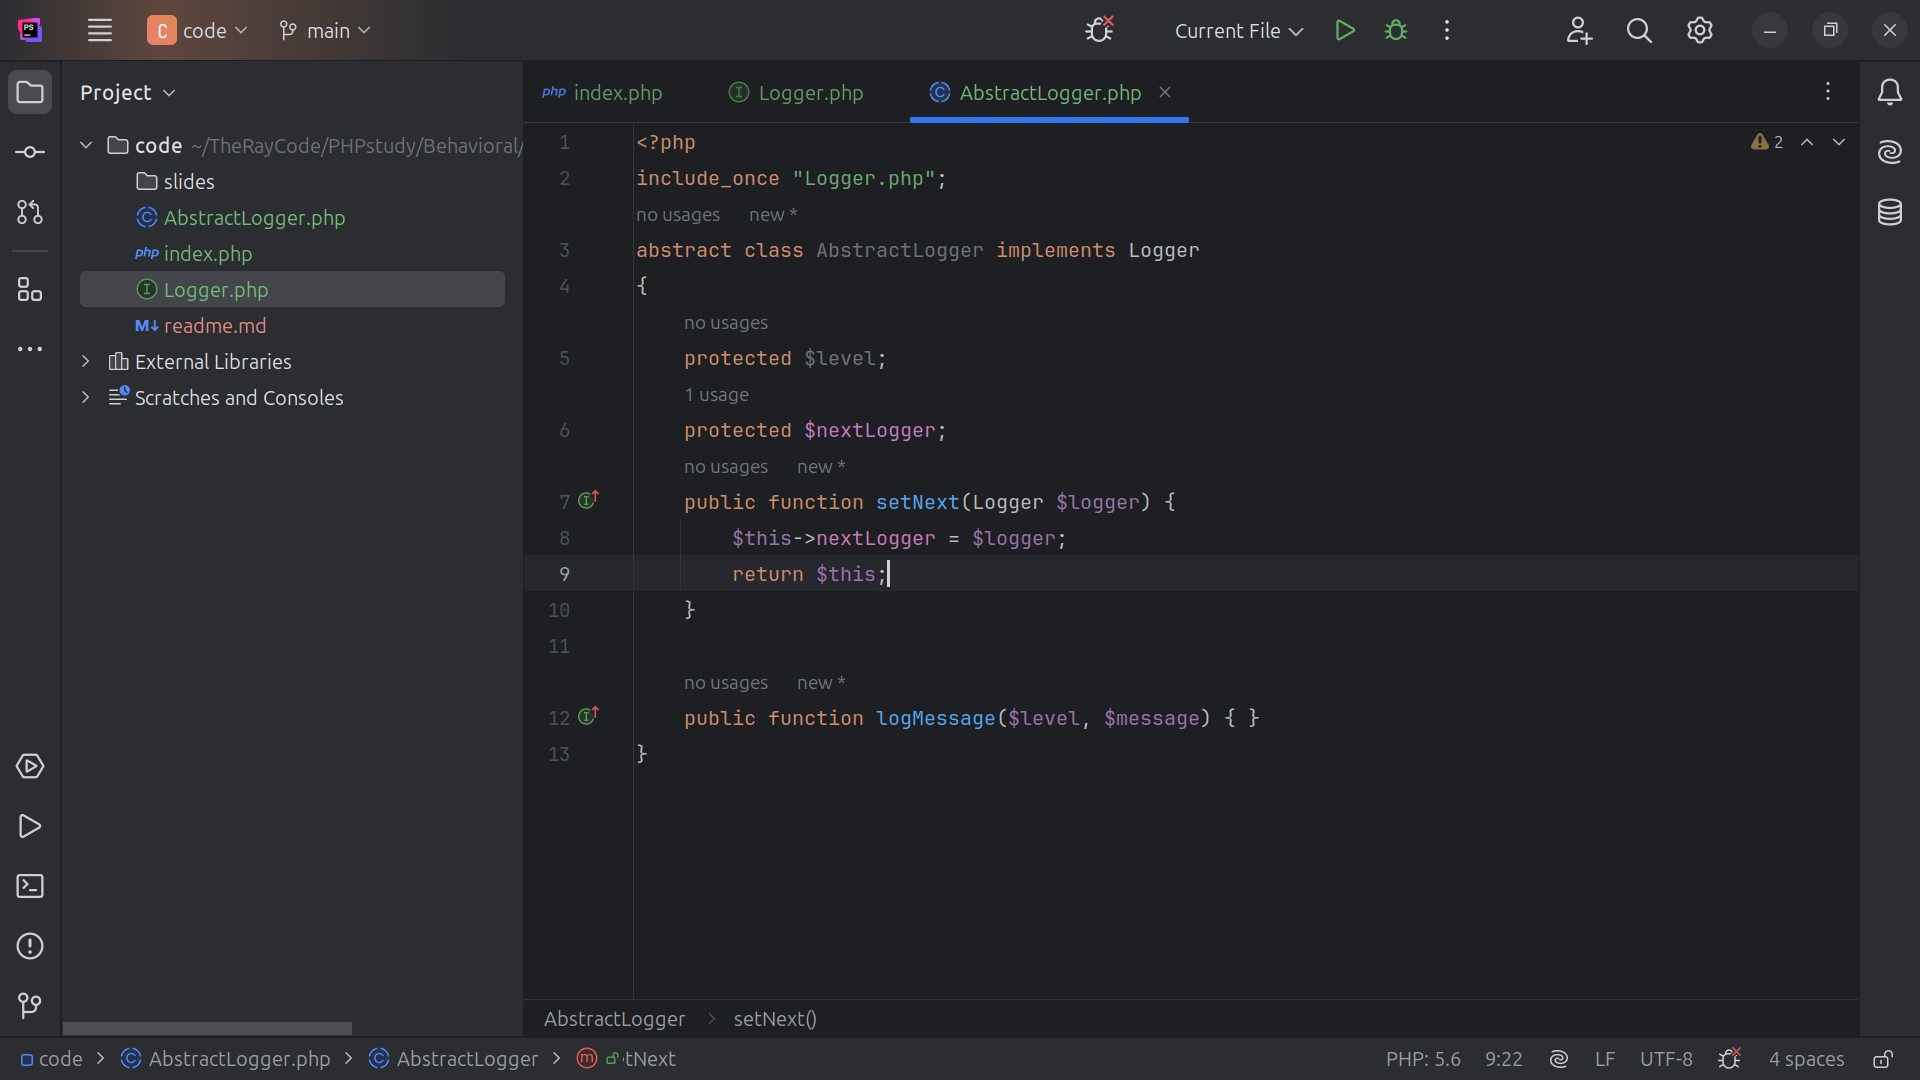 PS
C code main
Current File
Project
code ~/TheRayCode/PHPstudy/Behavioral/
slides
AbstractLogger.php
php index.php
Logger.php
M↓ readme.md
External Libraries
Scratches and Consoles
php index.php
Logger.php
AbstractLogger.php
2
1 <?php
2 include_once "Logger.php";
no usages new *
3 abstract class AbstractLogger implements Logger
4 {
no usages
5 protected $level;
1 usage
6 protected $nextLogger;
no usages new *
7 public function setNext(Logger $logger) {
8 $this->nextLogger = $logger;
9 return $this;
10 }
11
no usages new *
12 public function logMessage($level, $message) { }
13 }
AbstractLogger > setNext()
code > AbstractLogger.php > AbstractLogger > tNext
PHP: 5.6 9:22 LF UTF-8 4 spaces